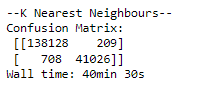 --K Nearest Neighbours--
Confusion Matrix:
[[138128    209]
[   708  41026]]
Wall time: 40min 30s